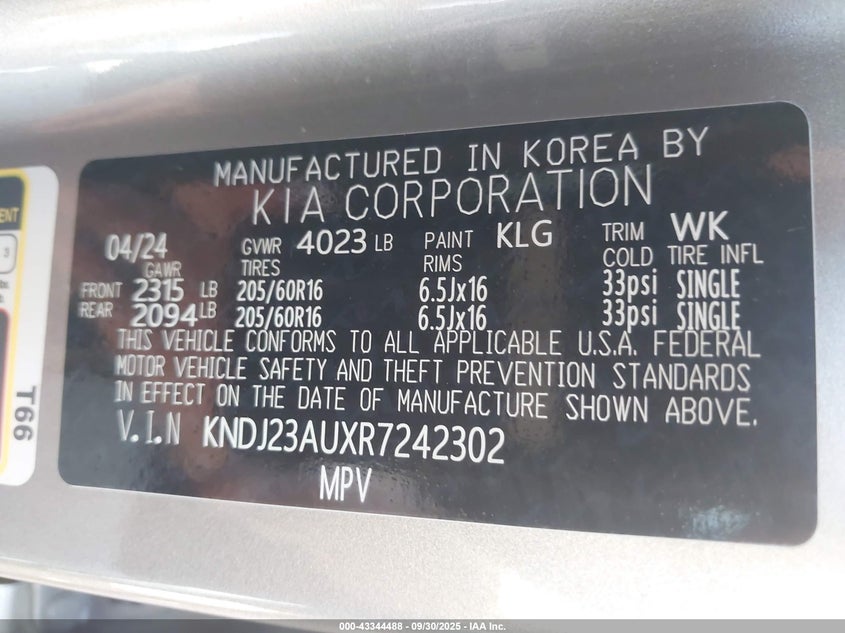 MANUFACTURED IN KOREA BY
KIA CORPORATION
04/24 GVWR 4023 LB PAINT KLG TRIM WK
GAWR TIRES RIMS COLD TIRE INFL
FRONT 2315 LB 205/60R16 6.5Jx16 33psi SINGLE
REAR 2094 LB 205/60R16 6.5Jx16 33psi SINGLE
THIS VEHICLE CONFORMS TO ALL APPLICABLE U.S.A. FEDERAL
MOTOR VEHICLE SAFETY AND THEFT PREVENTION STANDARDS
IN EFFECT ON THE DATE OF MANUFACTURE SHOWN ABOVE.
V.I.N KNDJ23AUXR7242302
MPV
T66
000-43344488 - 09/30/2025 - IAA Inc.